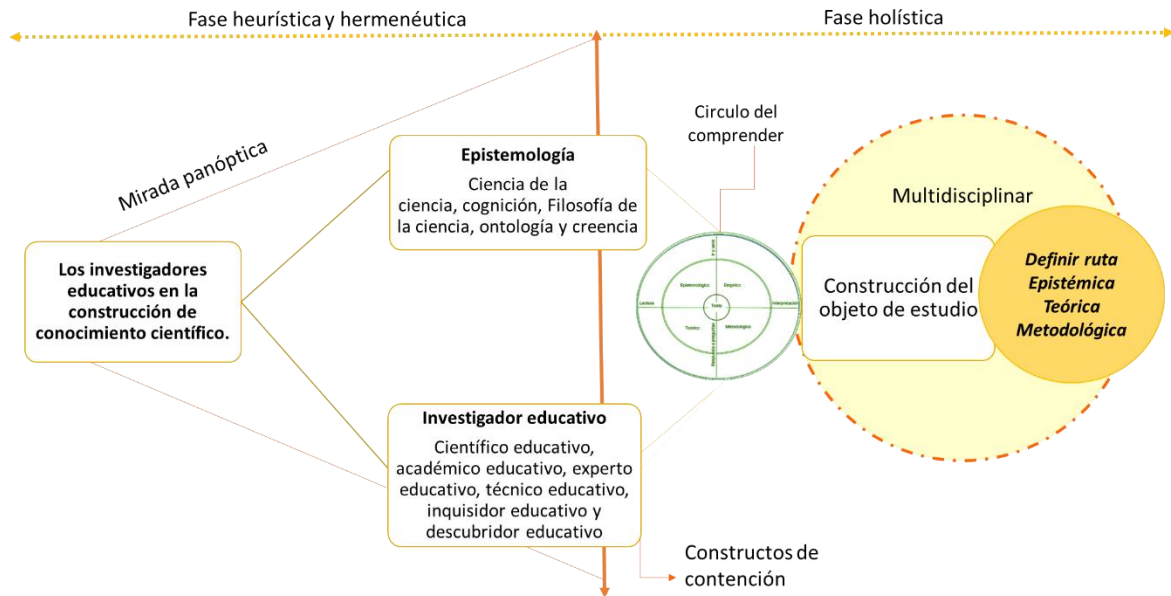 Fase heurística y hermenéutica
Fase holística
Mirada panóptica
Los investigadores
educativos en la
construcción de
conocimiento científico.
Epistemología
Ciencia de la
ciencia, cognición, Filosofía de
la ciencia, ontología y creencia
Investigador educativo
Científico educativo,
académico educativo, experto
educativo, técnico educativo,
inquisidor educativo y
descubridor educativo
Constructos de
contención
Circulo del
comprender
Lectura
Epistemológico
Empírico
Interpretación
Texto
Teórico
Metodológico
Multidisciplinar
Construcción del
objeto de estudio
Definir ruta
Epistémica
Teórica
Metodológica